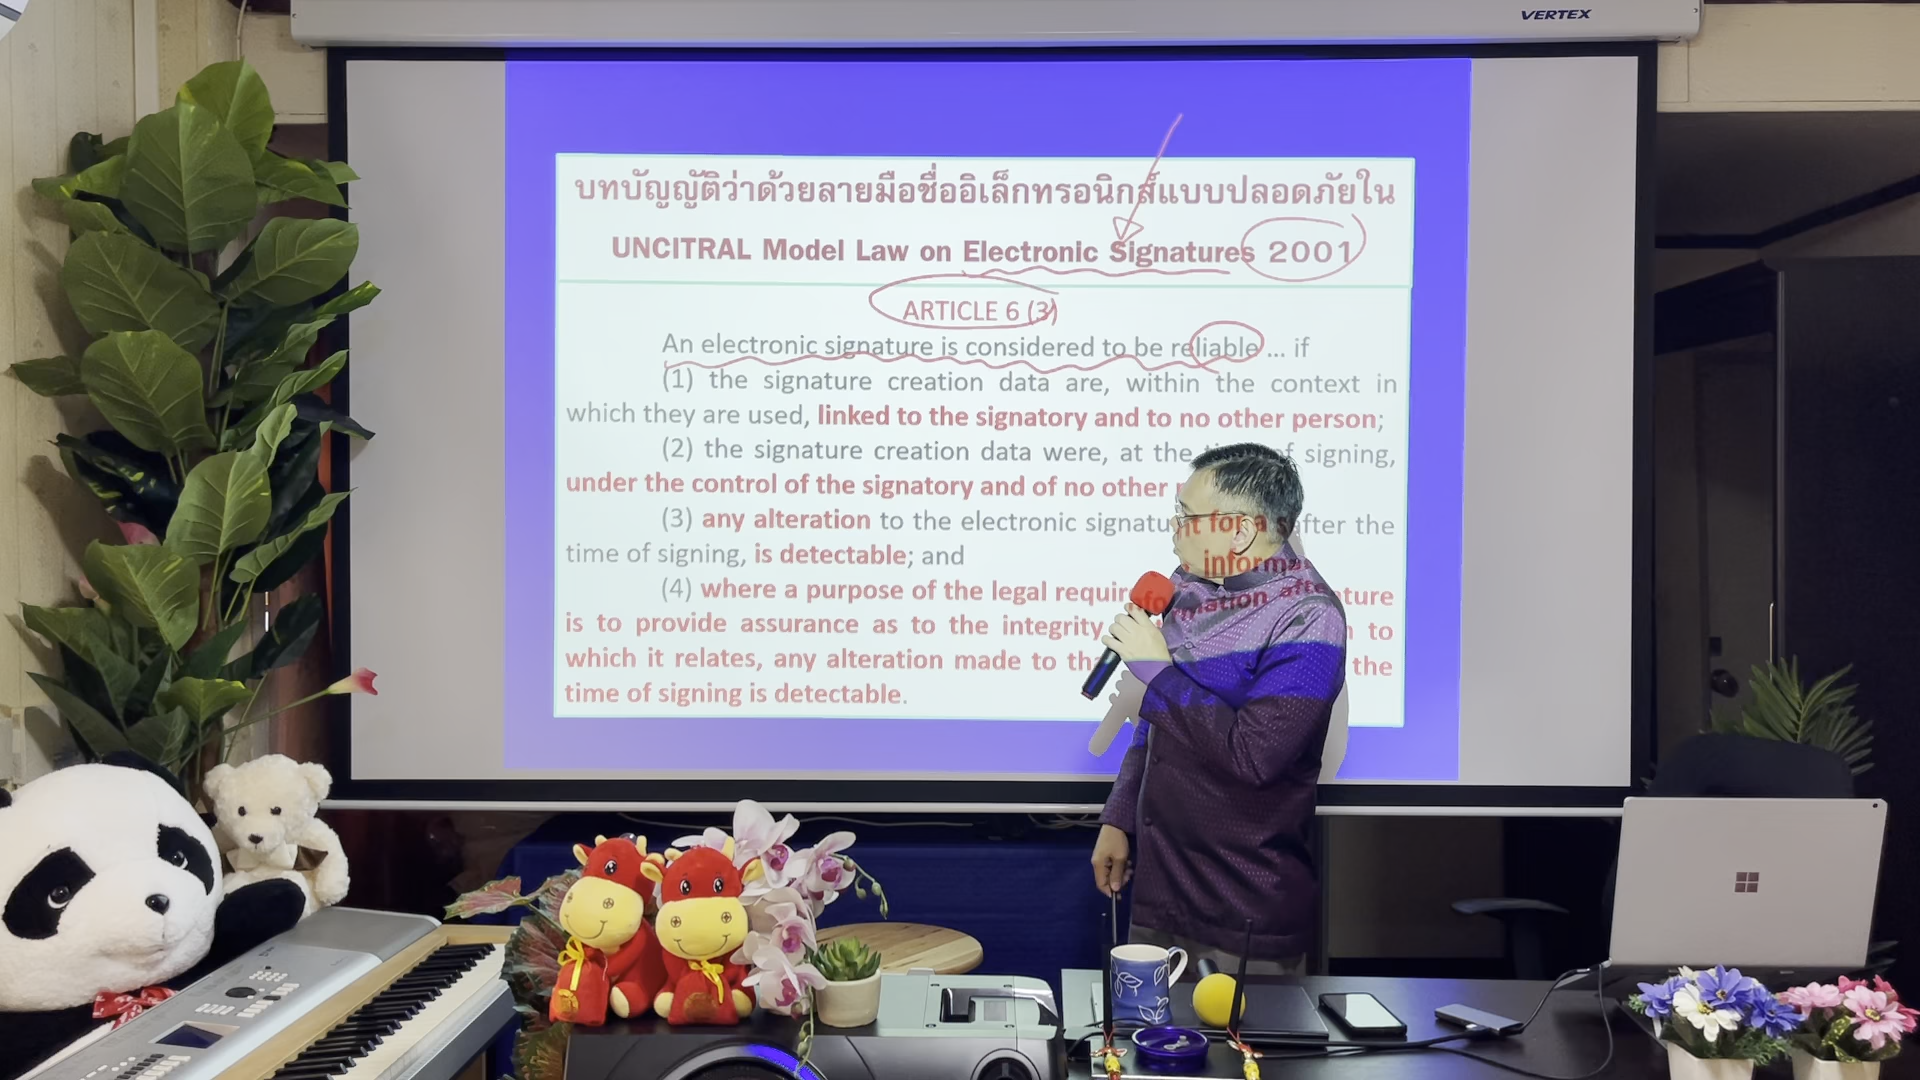 VERTEX
บทบัญญัติว่าด้วยลายมือชื่ออิเล็กทรอนิกส์แบบปลอดภัยใน
UNCITRAL Model Law on Electronic Signatures 2001
ARTICLE 6 (3)
An electronic signature is considered to be reliable ... if
(1) the signature creation data are, within the context in
which they are used, linked to the signatory and to no other person;
(2) the signature creation data were, at the time of signing,
under the control of the signatory and of no other
(3) any alteration to the electronic after the
time of signing, is detectable; and
(4) where a purpose of the legal
is to provide assurance as to the integrity to
which it relates, any alteration made to the
time of signing is detectable.